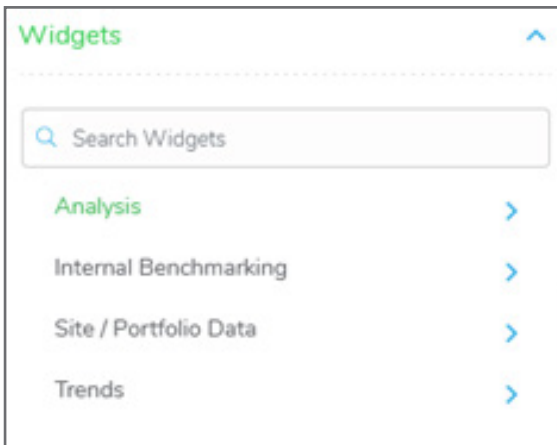 Widgets
Search Widgets
Analysis
Internal Benchmarking
Site / Portfolio Data
Trends